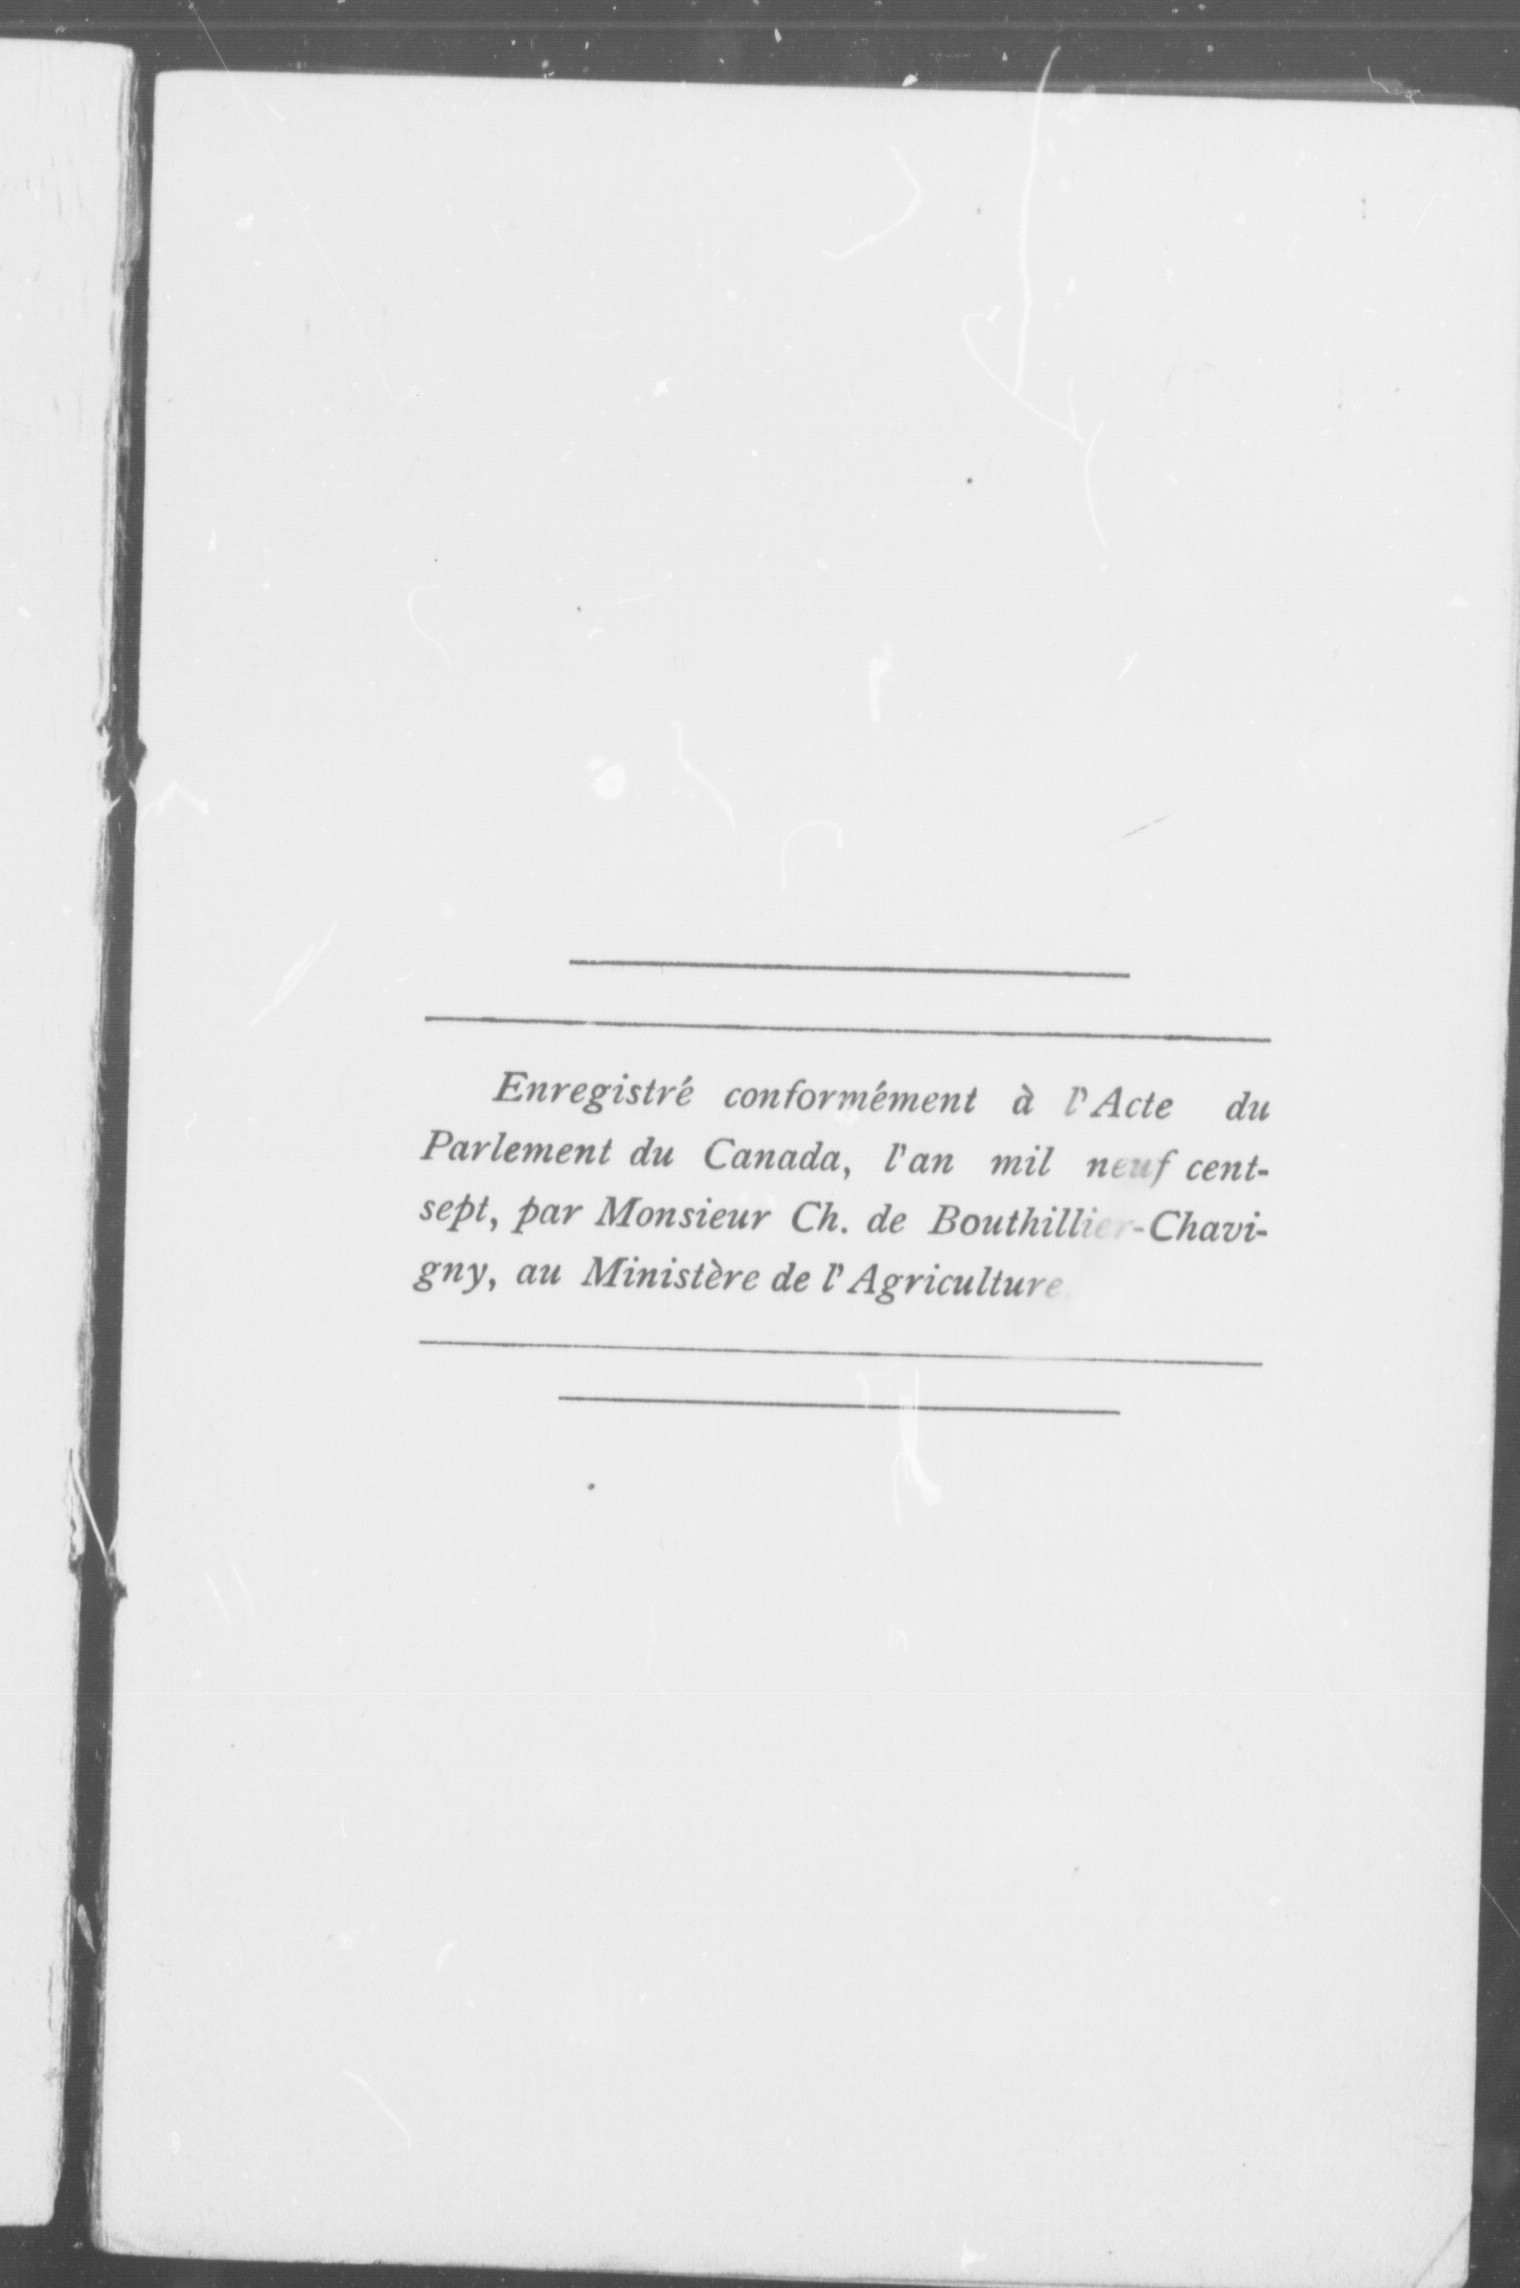 Enregistré conformément à l'Acte du
Parlement du Canada, l'an mil neuf cent-
sept, par Monsieur Ch. de Bouthillier-Chavi-
gny, au Ministère de l'Agriculture.